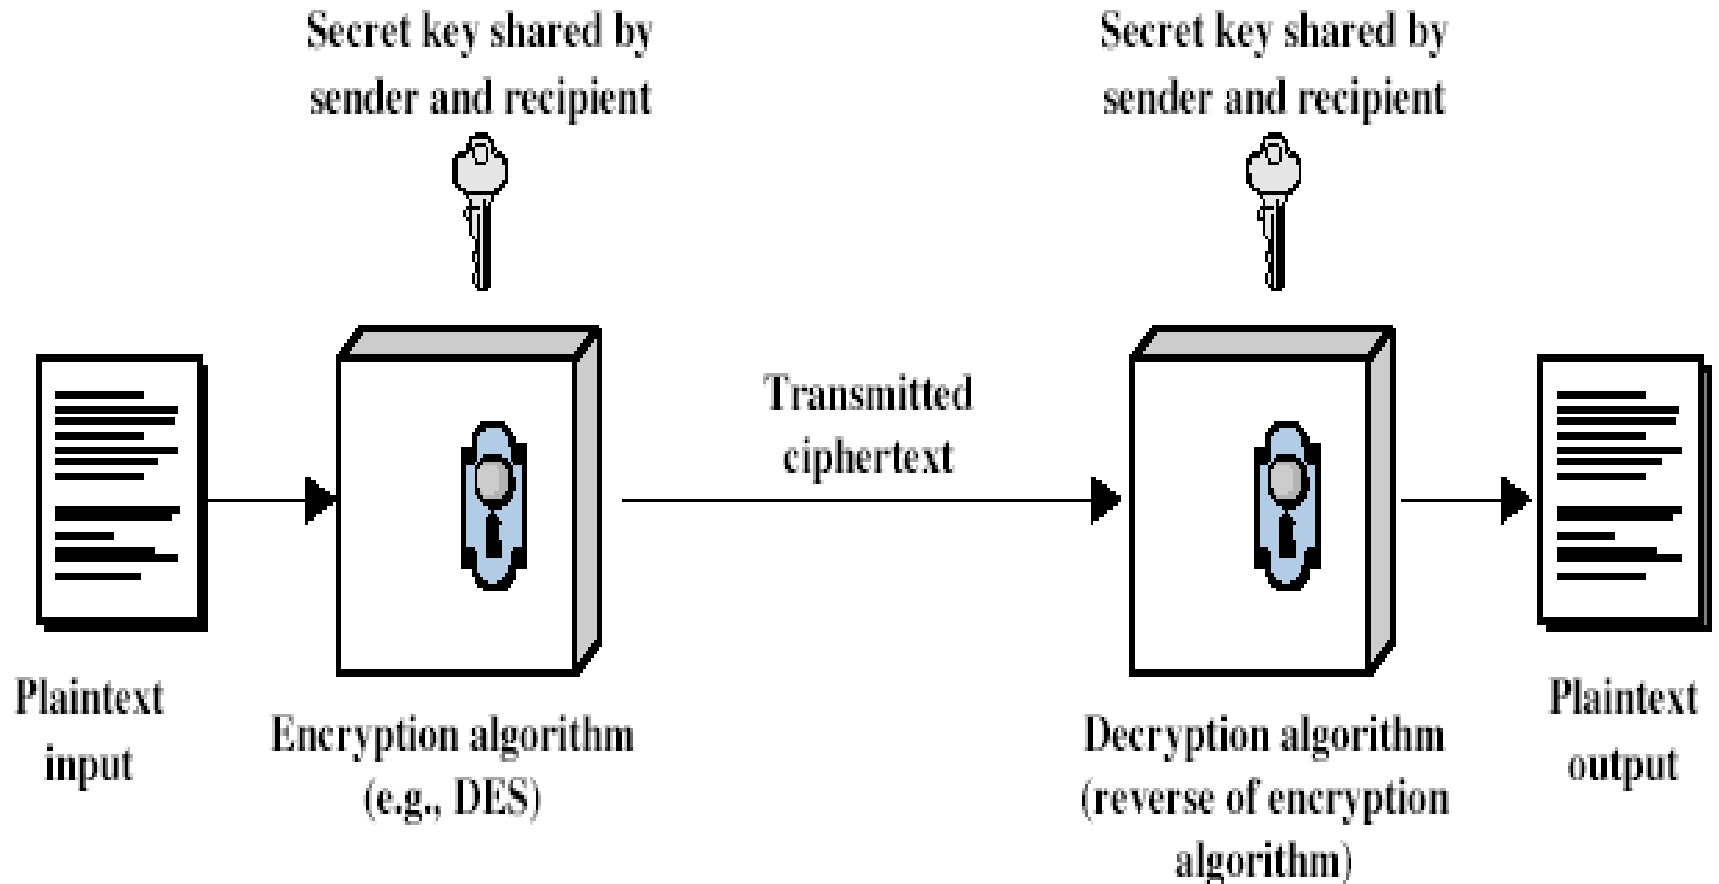 Secret key shared by
sender and recipient
Secret key shared by
sender and recipient
Transmitted
ciphertext
Plaintext
input
Encryption algorithm
(e.g., DES)
Decryption algorithm
(reverse of encryption
algorithm)
Plaintext
output